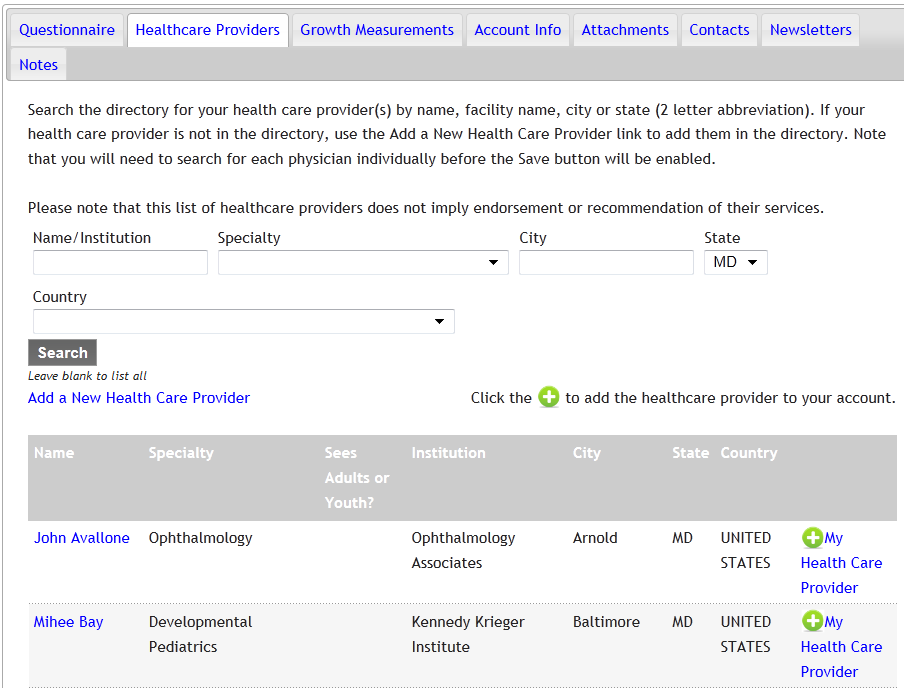 Questionnaire Healthcare Providers Growth Measurements Account Info Attachments Contacts Newsletters
Notes
Search the directory for your health care provider(s) by name, facility name, city or state (2 letter abbreviation). If your
health care provider is not in the directory, use the Add a New Health Care Provider link to add them in the directory. Note
that you will need to search for each physician individually before the Save button will be enabled.
Please note that this list of healthcare providers does not imply endorsement or recommendation of their services.
Name/Institution Specialty City State
MD
Country
Search
Leave blank to list all
Add a New Health Care Provider Click the to add the healthcare provider to your account.
Name Specialty Sees Institution City State Country
Adults or
Youth?
John Avallone Ophthalmology Ophthalmology Arnold MD UNITED My
Associates STATES Health Care
Provider
Mihee Bay Developmental Kennedy Krieger Baltimore MD UNITED My
Pediatrics Institute STATES Health Care
Provider